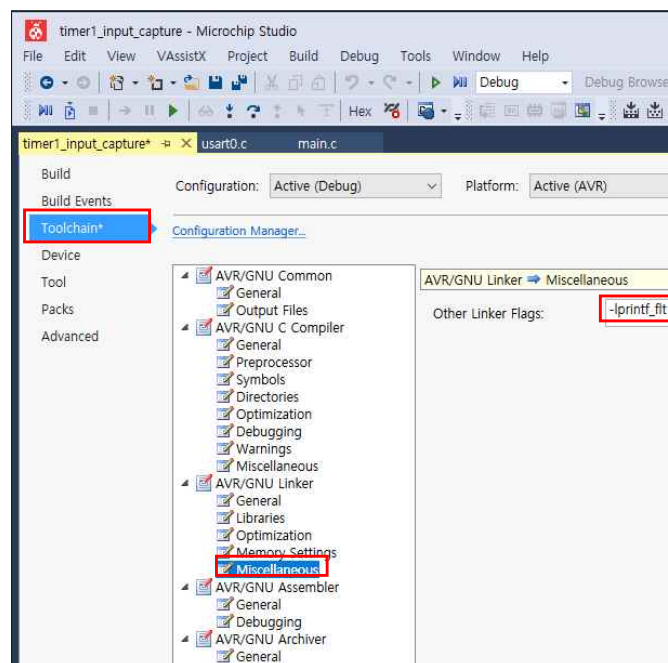 timer1_input_capture - Microchip Studio
File Edit View VAssistX Project Build Debug Tools Window Help
Debug Debug Browse
Hex
timer1_input_capture* usart0.c main.c
Build
Build Events
Toolchain*
Device
Tool
Packs
Advanced
Configuration: Active (Debug) Platform: Active (AVR)
Configuration Manager...
AVR/GNU Common
General
Output Files
AVR/GNU C Compiler
General
Preprocessor
Symbols
Directories
Optimization
Debugging
Warnings
Miscellaneous
AVR/GNU Linker
General
Libraries
Optimization
Memory Settings
Miscellaneous
AVR/GNU Assembler
General
Debugging
AVR/GNU Archiver
General
AVR/GNU Linker ➡ Miscellaneous
Other Linker Flags: -lprintf_flt